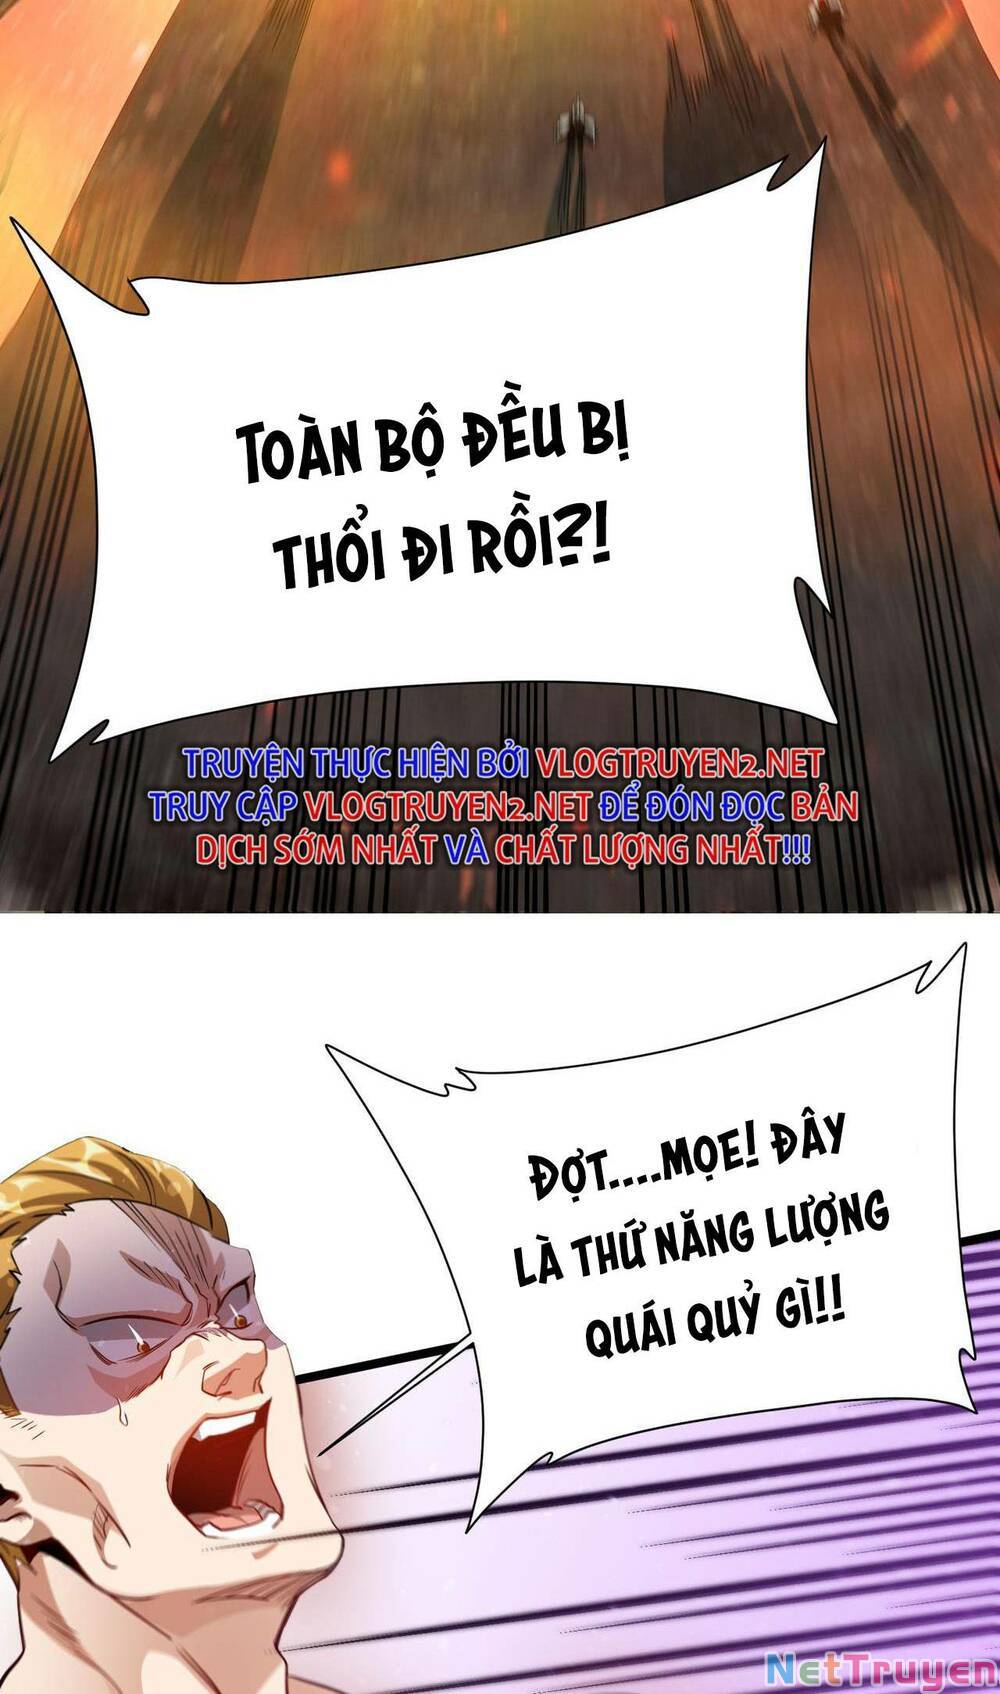 TOÀN BỘ ĐỀU BỊ
THỔI ĐI RỒI?!
TRUYỆN THỰC HIỆN BỞI VLOGTRUYEN2.NET
TRUY CẬP VLOGTRUYEN2.NET ĐỂ ĐÓN ĐỌC BẢN
DỊCH SỚM NHẤT VÀ CHẤT LƯỢNG NHẤT!!!
ĐỢT....MỌE! ĐÂY
LÀ THỨ NĂNG LƯỢNG
QUÁI QUỶ GÌ!!
NetTruyen